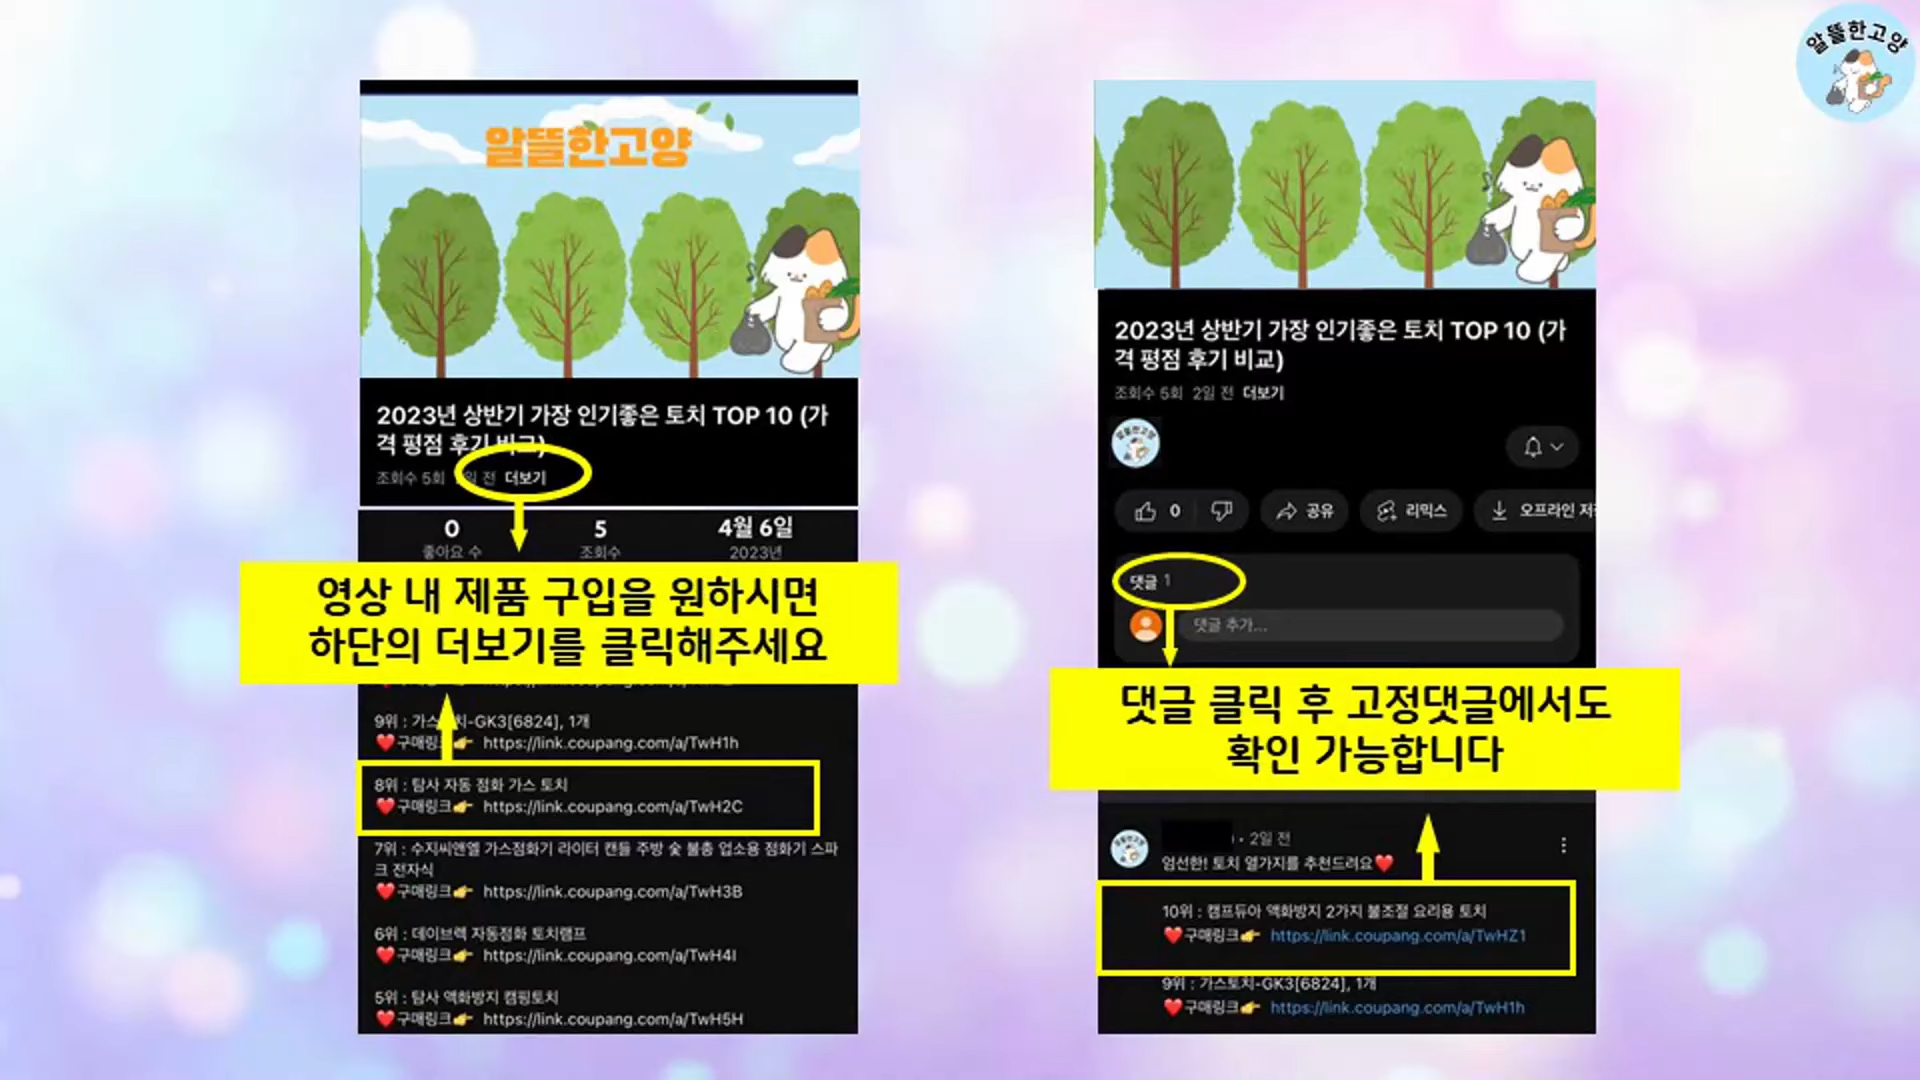 알뜰한고양
알뜰한고양
2023년 상반기 가장 인기좋은 토치 TOP 10 (가
격 평점 후기 비교)
조회수 5회 일 전 더보기
0 5 4월 6일
좋아요 수 조회수 2023년
영상 내 제품 구입을 원하시면
하단의 더보기를 클릭해주세요
9위 : 가스토치-GK3[6824], 1개
❤️구매링크👉 https://link.coupang.com/a/TwH1h
8위 : 탐사 자동 점화 가스 토치
❤️구매링크👉 https://link.coupang.com/a/TwH2C
7위 : 수지씨앤엘 가스점화기 라이터 캔들 주방 숯 불총 업소용 점화기 스파
크 전자식
❤️구매링크👉 https://link.coupang.com/a/TwH3B
6위 : 데이브렉 자동점화 토치램프
❤️구매링크👉 https://link.coupang.com/a/TwH4I
5위 : 탐사 액화방지 캠핑토치
❤️구매링크👉 https://link.coupang.com/a/TwH5H
2023년 상반기 가장 인기좋은 토치 TOP 10 (가
격 평점 후기 비교)
조회수 5회 2일 전 더보기
알뜰한고양
0 공유 리믹스 오프라인 저
댓글 1
댓글 추가...
댓글 클릭 후 고정댓글에서도
확인 가능합니다
알뜰한고양
• 2일 전
엄선한! 토치 열가지를 추천드려요❤️
10위 : 캠프듀아 액화방지 2가지 불조절 요리용 토치
❤️구매링크👉 https://link.coupang.com/a/TwHZ1
9위 : 가스토치-GK3[6824], 1개
❤️구매링크👉 https://link.coupang.com/a/TwH1h